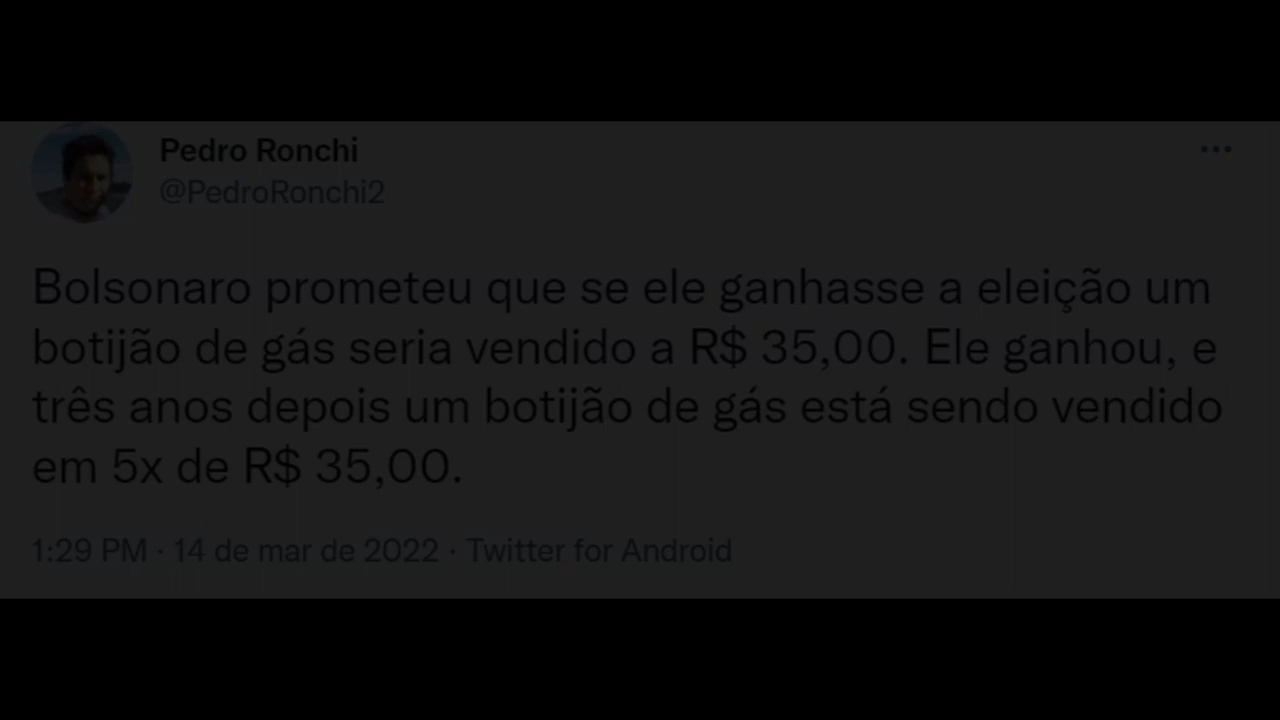 Pedro Ronchi
@PedroRonchi2
Bolsonaro prometeu que se ele ganhasse a eleição um
botijão de gás seria vendido a R$ 35,00. Ele ganhou, e
três anos depois um botijão de gás está sendo vendido
em 5x de R$ 35,00.
1:29 PM · 14 de mar de 2022 · Twitter for Android